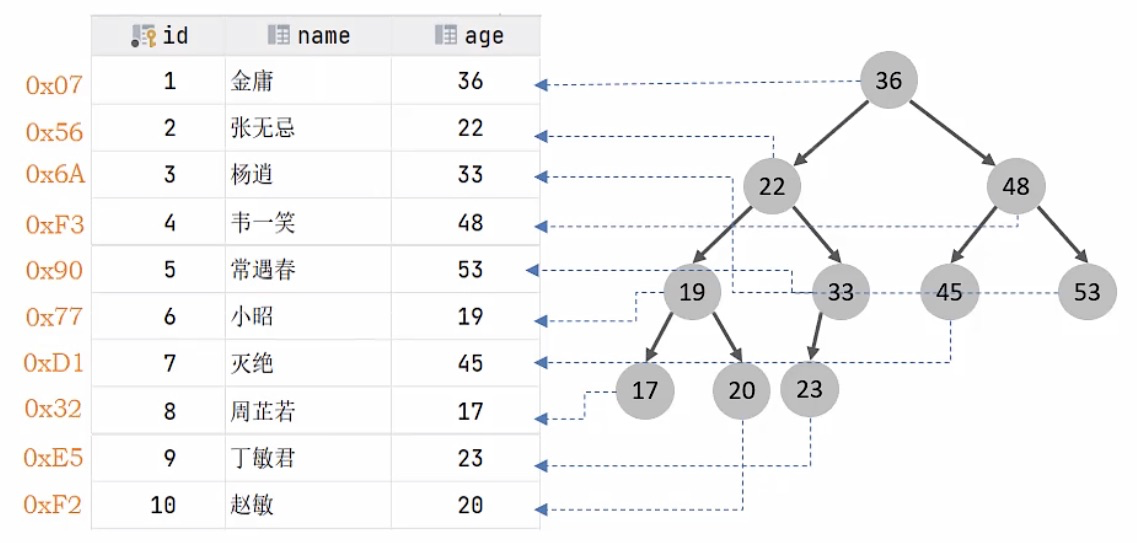 id name age
0x07 1 金庸 36
0x56 2 张无忌 22
0x6A 3 杨逍 33
0xF3 4 韦一笑 48
0x90 5 常遇春 53
0x77 6 小昭 19
0xD1 7 灭绝 45
0x32 8 周芷若 17
0xE5 9 丁敏君 23
0xF2 10 赵敏 20
36
22 48
19 33 45 53
17 20 23